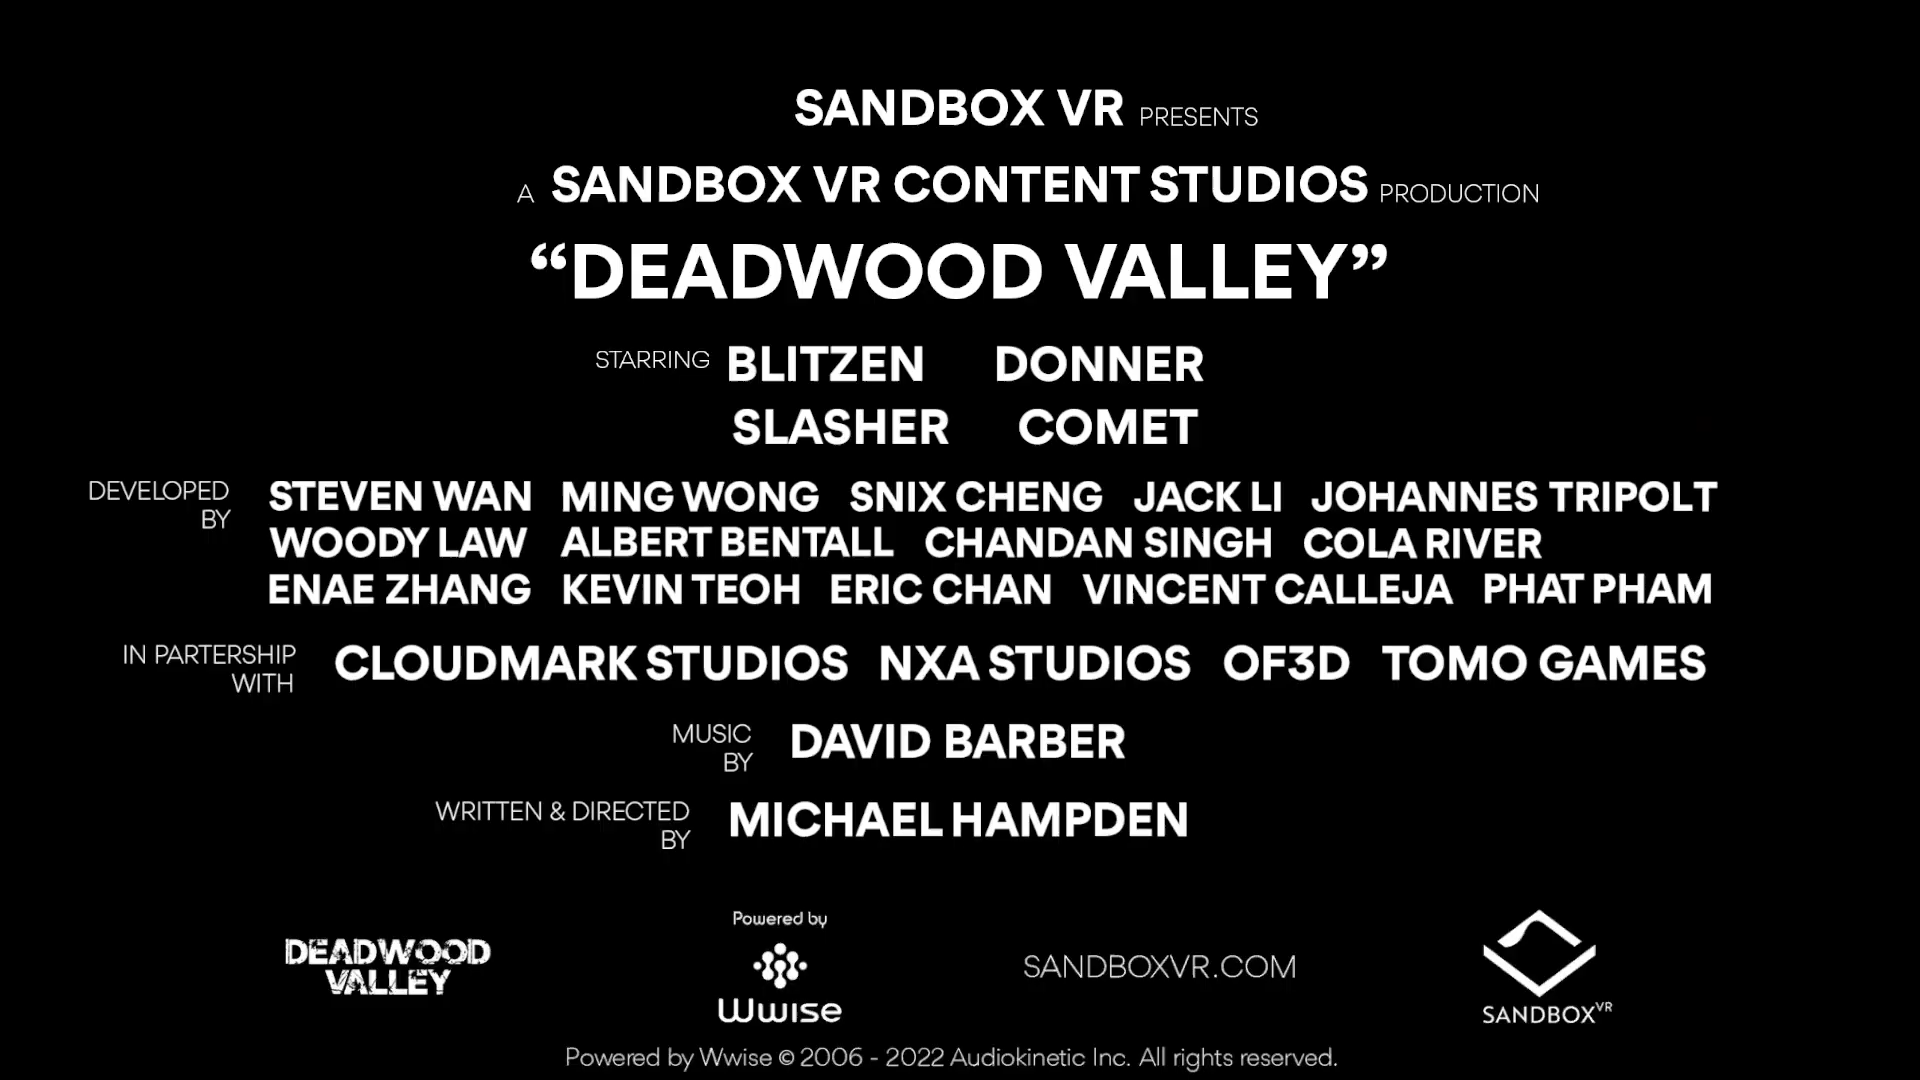 SANDBOX VR PRESENTS
A SANDBOX VR CONTENT STUDIOS PRODUCTION
“DEADWOOD VALLEY”
STARRING BLITZEN DONNER
SLASHER COMET
DEVELOPED BY STEVEN WAN MING WONG SNIX CHENG JACK LI JOHANNES TRIPOLT
WOODY LAW ALBERT BENTALL CHANDAN SINGH COLA RIVER
ENAE ZHANG KEVIN TEOH ERIC CHAN VINCENT CALLEJA PHAT PHAM
IN PARTERSHIP WITH CLOUDMARK STUDIOS NXA STUDIOS OF3D TOMO GAMES
MUSIC BY DAVID BARBER
WRITTEN & DIRECTED BY MICHAEL HAMPDEN
DEADWOOD
VALLEY
Powered by
Wwise
SANDBOXVR.COM
SANDBOX VR
Powered by Wwise © 2006 - 2022 Audiokinetic Inc. All rights reserved.